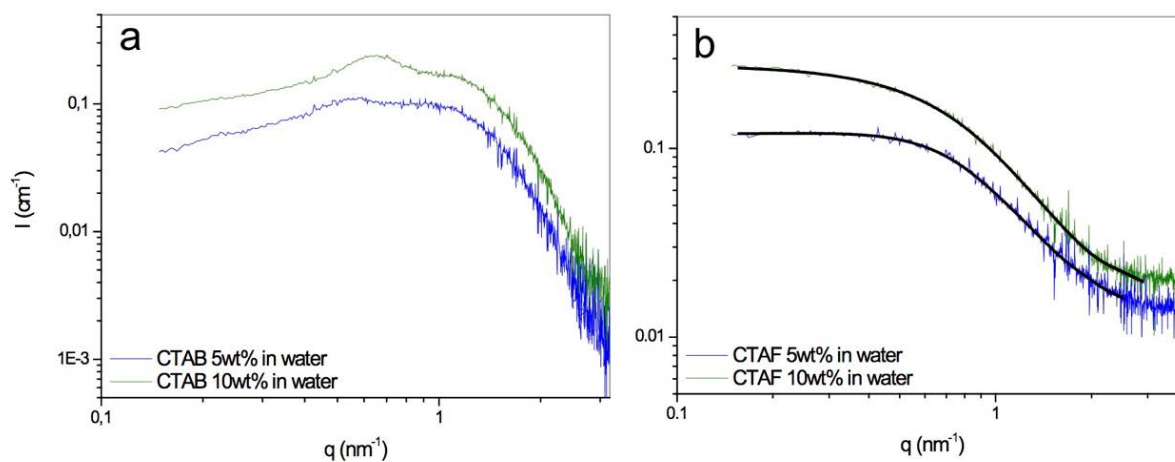 a
I (cm⁻¹)
0,1
0,01
1E-3
CTAB 5wt% in water
CTAB 10wt% in water
0,1
1
q (nm⁻¹)
b
0.1
0.01
CTAF 5wt% in water
CTAF 10wt% in water
0.1
1
q (nm⁻¹)